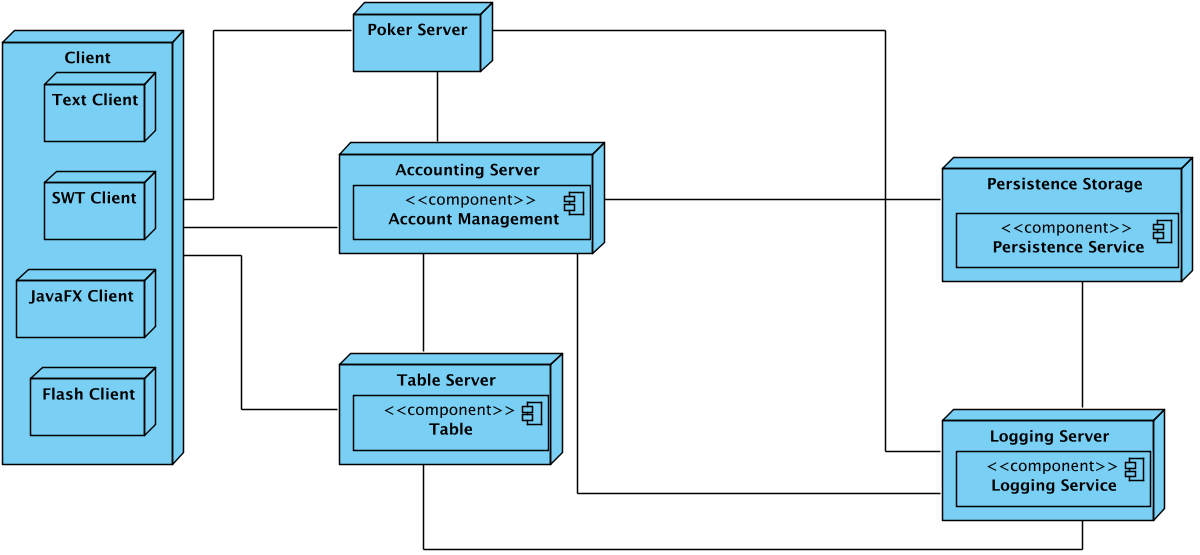 Client
Text Client
SWT Client
JavaFX Client
Flash Client
Poker Server
Accounting Server
<<component>>
Account Management
Table Server
<<component>>
Table
Persistence Storage
<<component>>
Persistence Service
Logging Server
<<component>>
Logging Service